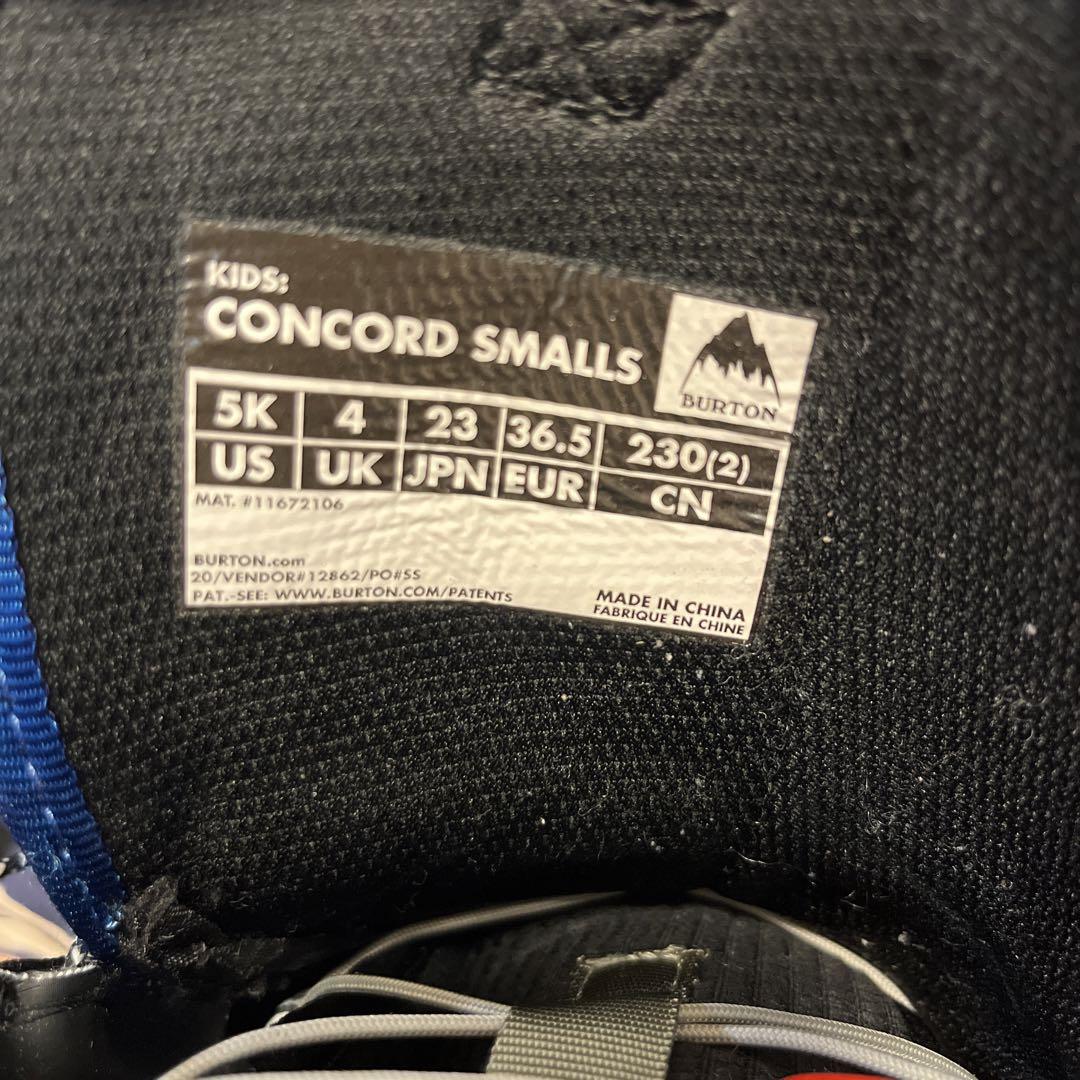 KIDS:
CONCORD SMALLS
BURTON
5K 4 23 36.5 230(2)
US UK JPN EUR CN
MAT. #11672106
BURTON.com
20/VENDOR#12862/PO#SS
PAT.-SEE: WWW.BURTON.COM/PATENTS
MADE IN CHINA
FABRIQUE EN CHINE